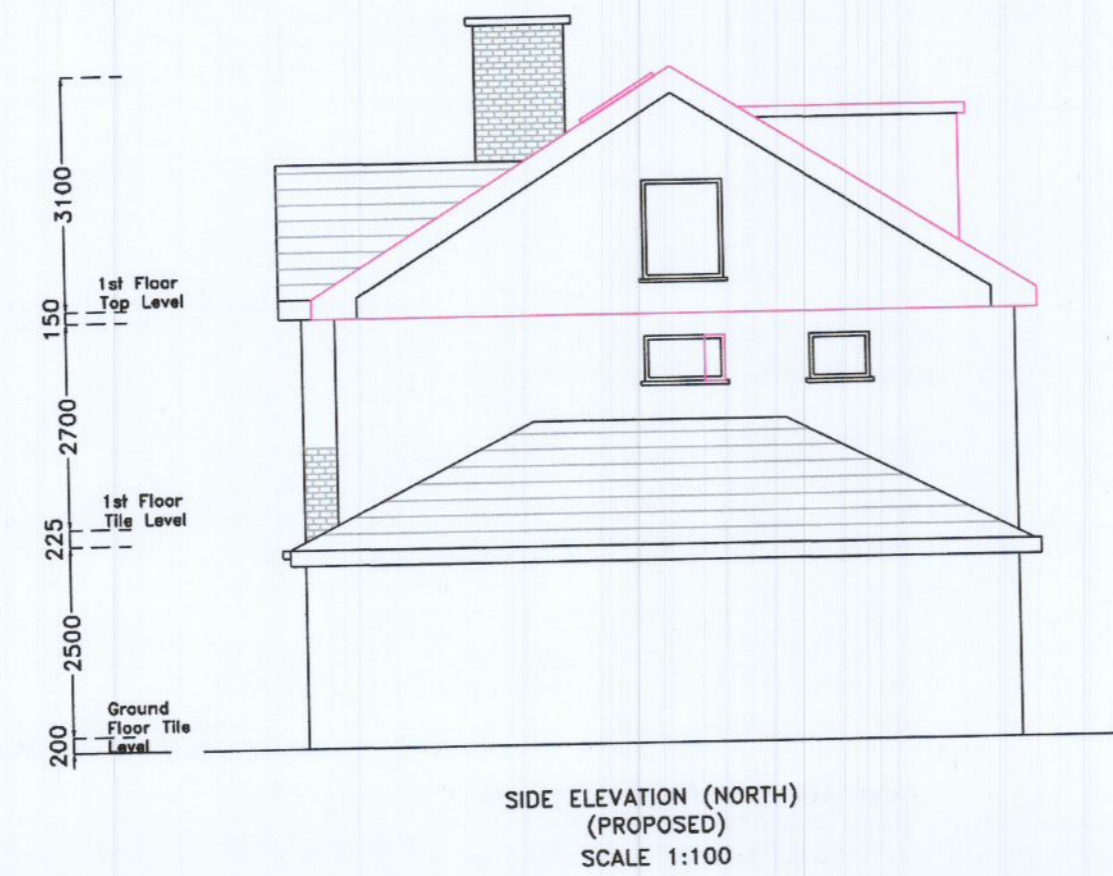 3100
1st Floor
Top Level
150
2700
1st Floor
Tile Level
225
2500
Ground
Floor Tile
Level
200
SIDE ELEVATION (NORTH)
(PROPOSED)
SCALE 1:100